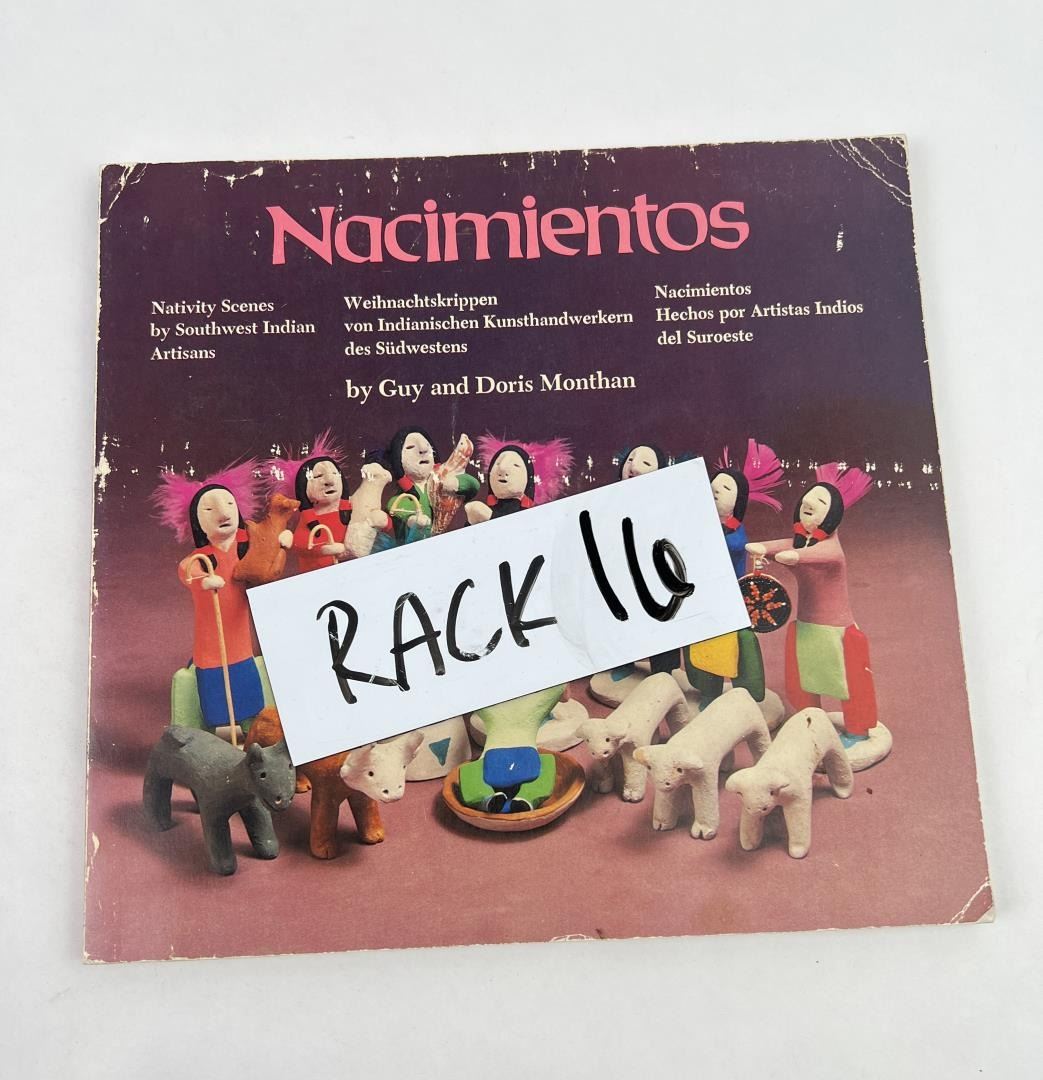 Nacimientos
Nativity Scenes
by Southwest Indian
Artisans
Weihnachtskrippen
von Indianischen Kunsthandwerkern
des Südwestens
Nacimientos
Hechos por Artistas Indios
del Suroeste
by Guy and Doris Monthan
RACK 16